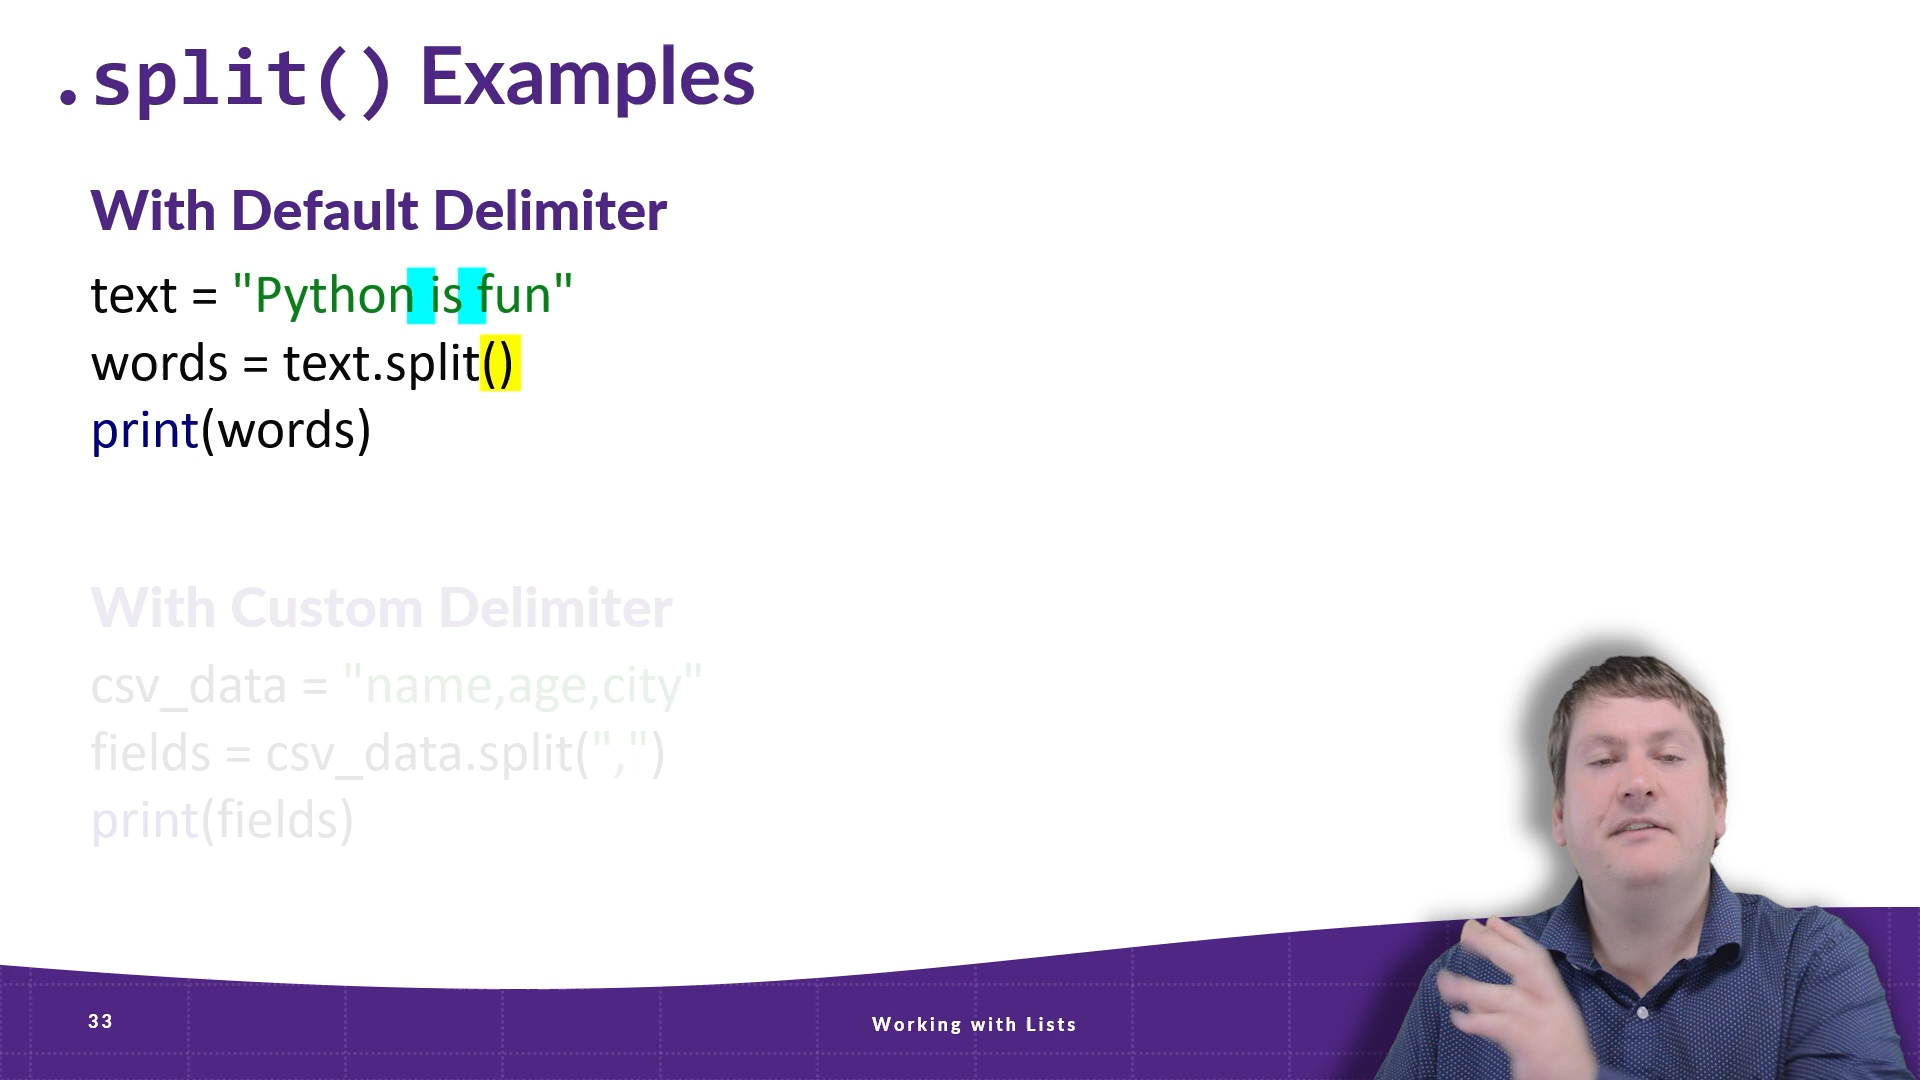 .split() Examples
With Default Delimiter
text = "Python is fun"
words = text.split()
print(words)
With Custom Delimiter
csv_data = "name,age,city"
fields = csv_data.split(",")
print(fields)
33
Working with Lists